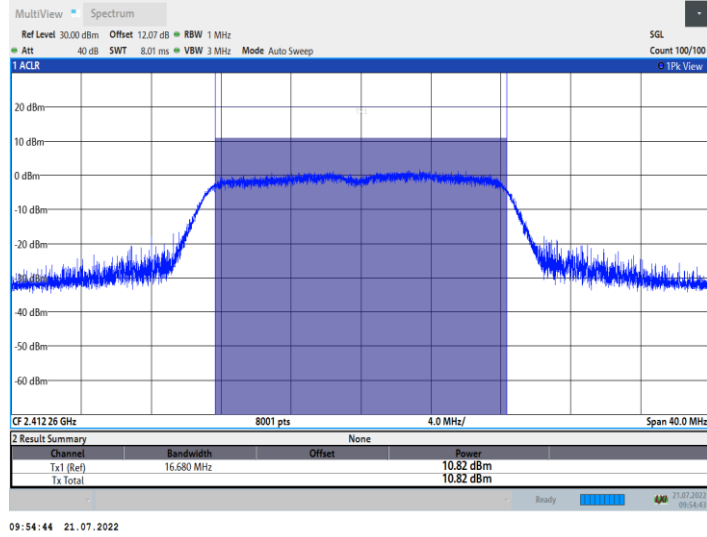 MultiView Spectrum
Ref Level 30.00 dBm Offset 12.07 dB RBW 1 MHz SGL
Att 40 dB SWT 8.01 ms VBW 3 MHz Mode Auto Sweep Count 100/100
1 ACLR 1Pk View
20 dBm
10 dBm
0 dBm
-10 dBm
-20 dBm
-40 dBm
-50 dBm
-60 dBm
CF 2.412 26 GHz 8001 pts 4.0 MHz/ Span 40.0 MHz
2 Result Summary None
Channel Bandwidth Offset Power
Tx1 (Ref) 16.680 MHz 10.82 dBm
Tx Total 10.82 dBm
Ready 21.07.2022
09:54:43
09:54:44 21.07.2022